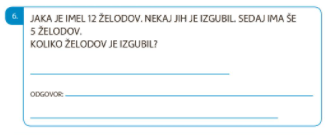 6.
JAKA JE IMEL 12 ŽELODOV. NEKAJ JIH JE IZGUBIL. SEDAJ IMA ŠE
5 ŽELODOV.
KOLIKO ŽELODOV JE IZGUBIL?
ODGOVOR: